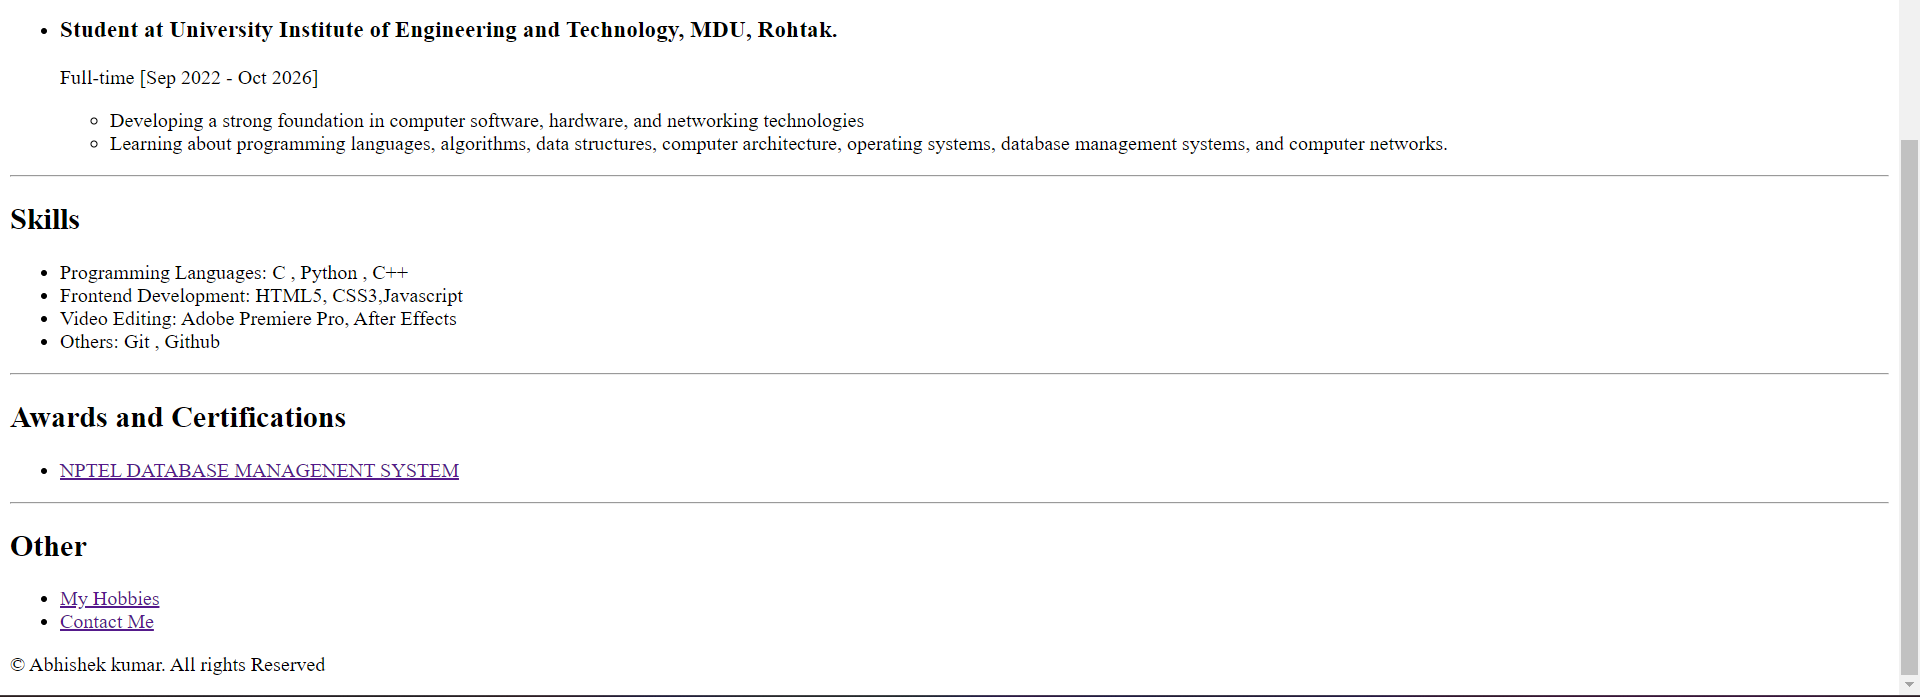 Student at University Institute of Engineering and Technology, MDU, Rohtak.
Full-time [Sep 2022 - Oct 2026]
Developing a strong foundation in computer software, hardware, and networking technologies
Learning about programming languages, algorithms, data structures, computer architecture, operating systems, database management systems, and computer networks.
Skills
Programming Languages: C , Python , C++
Frontend Development: HTML5, CSS3,Javascript
Video Editing: Adobe Premiere Pro, After Effects
Others: Git , Github
Awards and Certifications
NPTEL DATABASE MANAGENENT SYSTEM
Other
My Hobbies
Contact Me
© Abhishek kumar. All rights Reserved